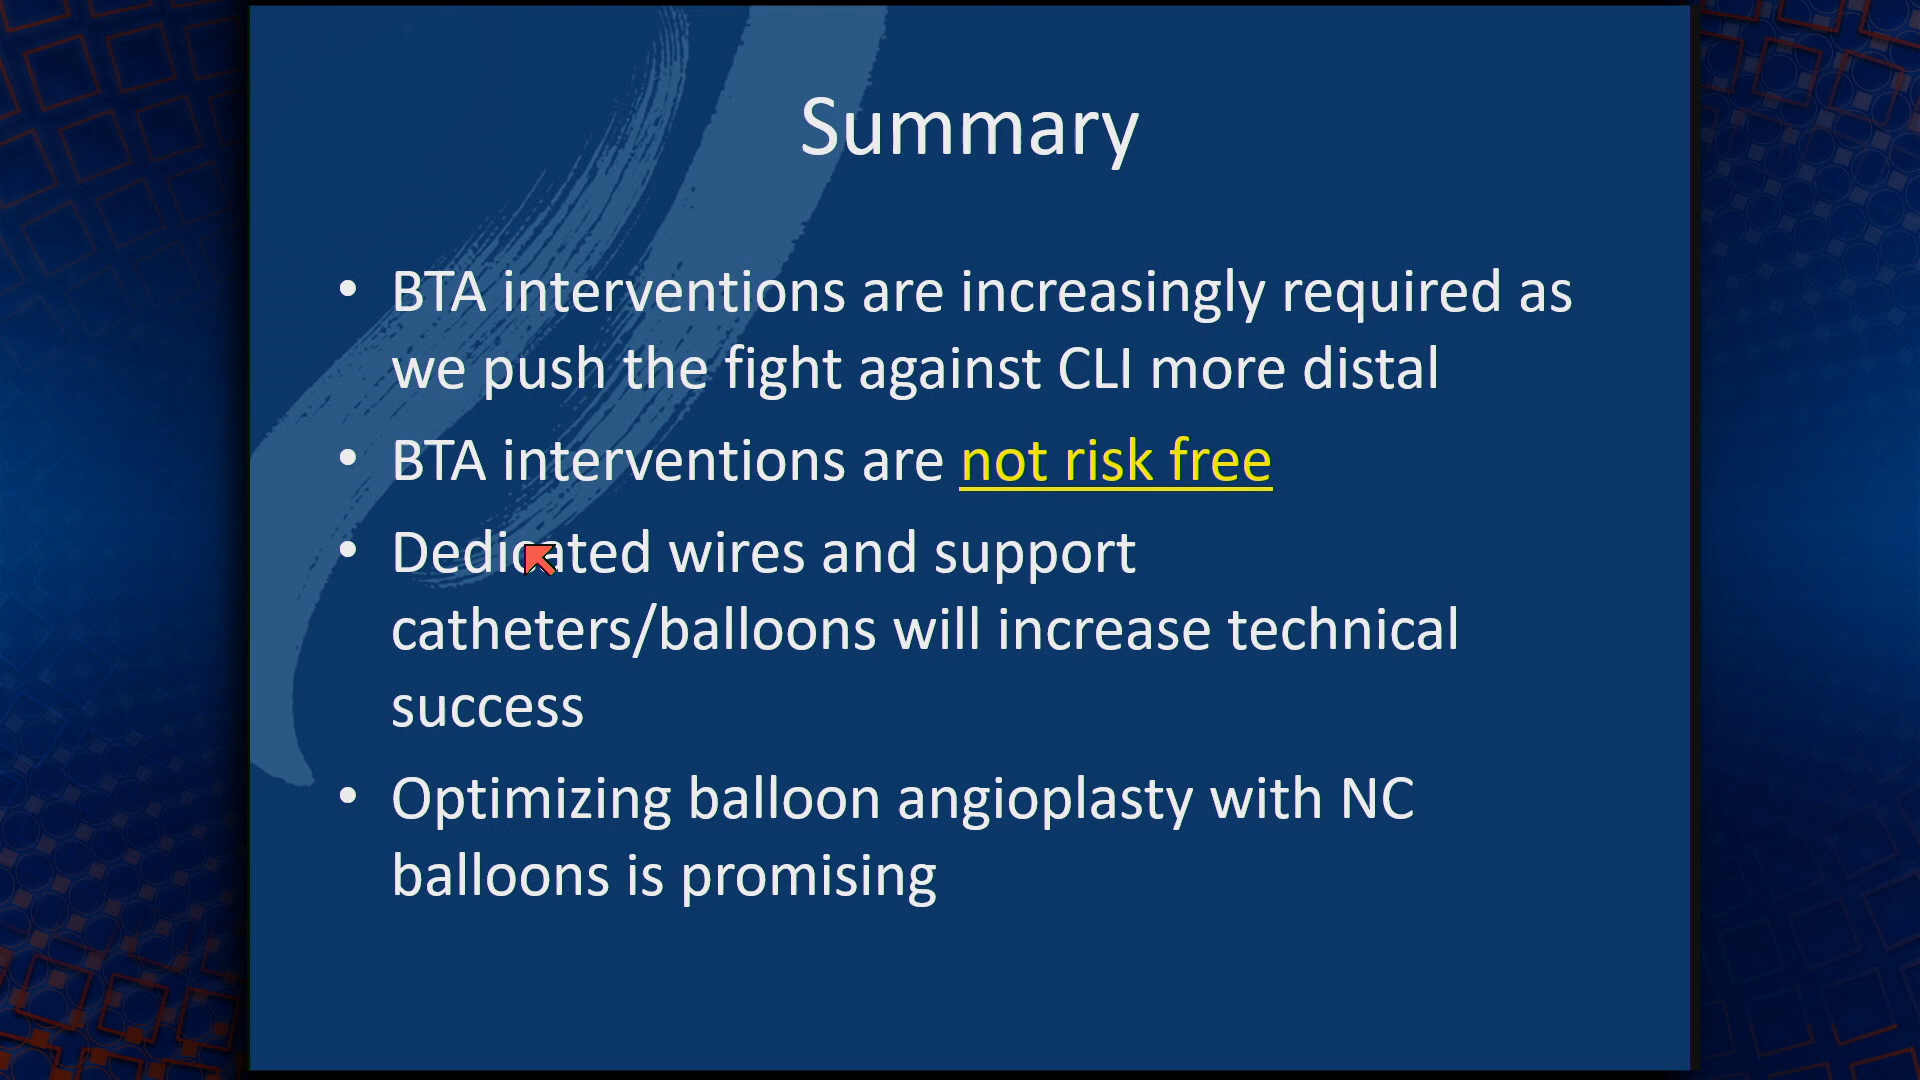 Summary
• BTA interventions are increasingly required as
we push the fight against CLI more distal
• BTA interventions are not risk free
• Dedicated wires and support
catheters/balloons will increase technical
success
• Optimizing balloon angioplasty with NC
balloons is promising